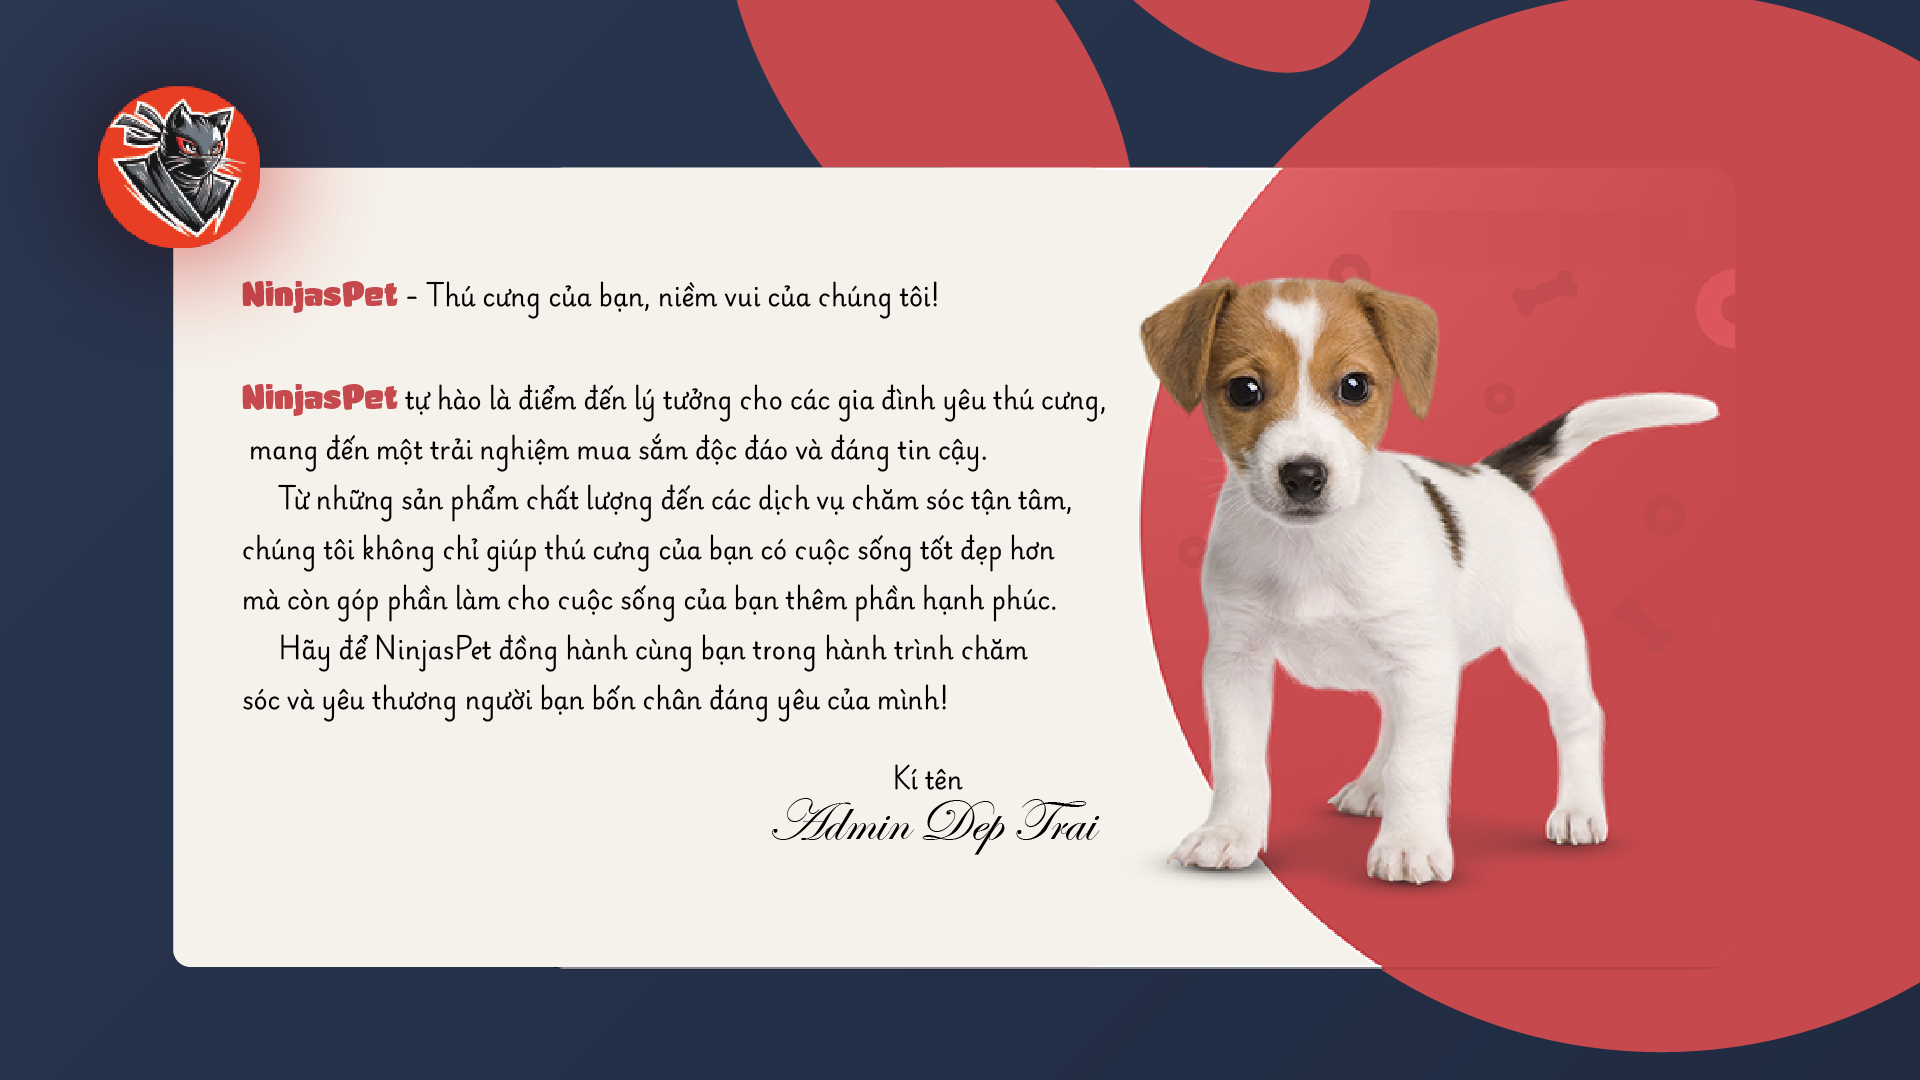 NinjasPet - Thú cưng của bạn, niềm vui của chúng tôi!
NinjasPet tự hào là điểm đến lý tưởng cho các gia đình yêu thú cưng,
mang đến một trải nghiệm mua sắm độc đáo và đáng tin cậy.
Từ những sản phẩm chất lượng đến các dịch vụ chăm sóc tận tâm,
chúng tôi không chỉ giúp thú cưng của bạn có cuộc sống tốt đẹp hơn
mà còn góp phần làm cho cuộc sống của bạn thêm phần hạnh phúc.
Hãy để NinjasPet đồng hành cùng bạn trong hành trình chăm
sóc và yêu thương người bạn bốn chân đáng yêu của mình!
Kí tên
Admin Dep Trai